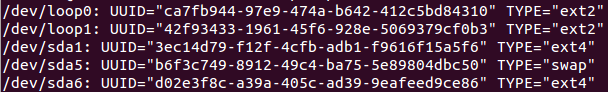 /dev/loop0: UUID="ca7fb944-97e9-474a-b642-412c5bd84310" TYPE="ext2"
/dev/loop1: UUID="42f93433-1961-45f6-928e-5069379cf0b3" TYPE="ext2"
/dev/sda1: UUID="3ec14d79-f12f-4cfb-adb1-f9616f15a5f6" TYPE="ext4"
/dev/sda5: UUID="b6f3c749-8912-49c4-ba75-5e89804dbc50" TYPE="swap"
/dev/sda6: UUID="d02e3f8c-a39a-405c-ad39-9eafeed9ce86" TYPE="ext4"